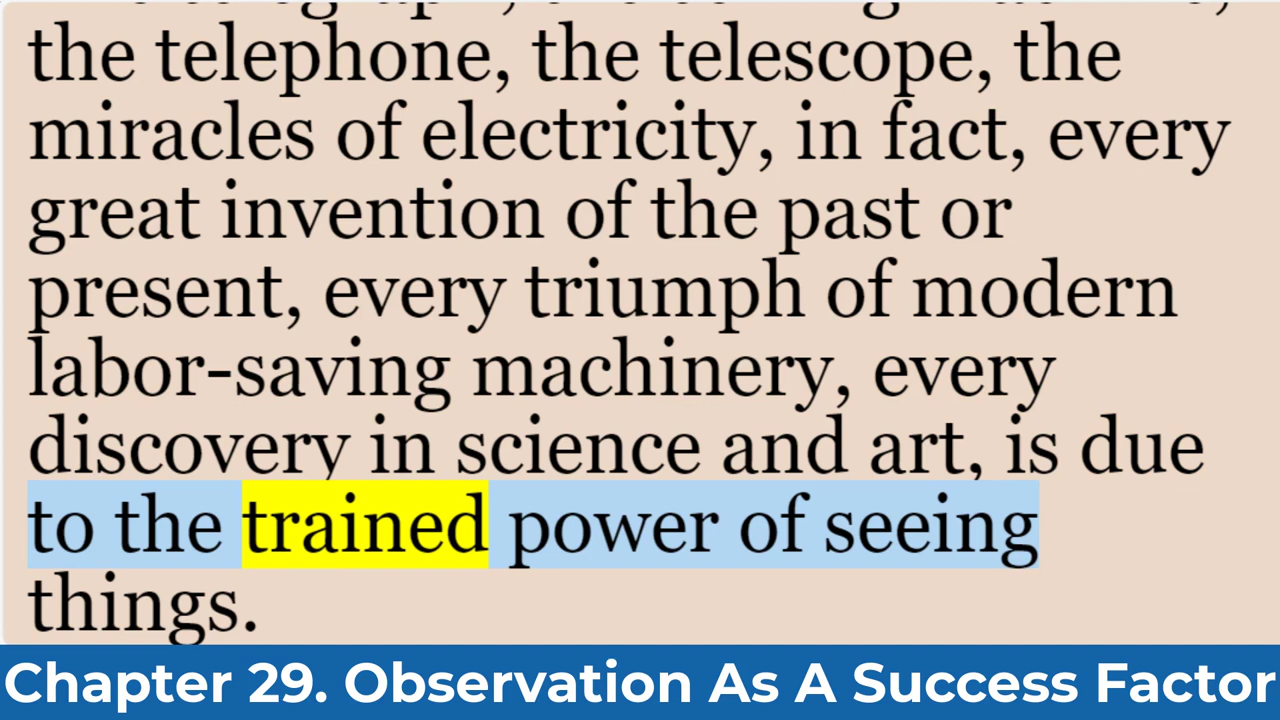 the telephone, the telescope, the
miracles of electricity, in fact, every
great invention of the past or
present, every triumph of modern
labor-saving machinery, every
discovery in science and art, is due
to the trained power of seeing
things.
Chapter 29. Observation As A Success Factor